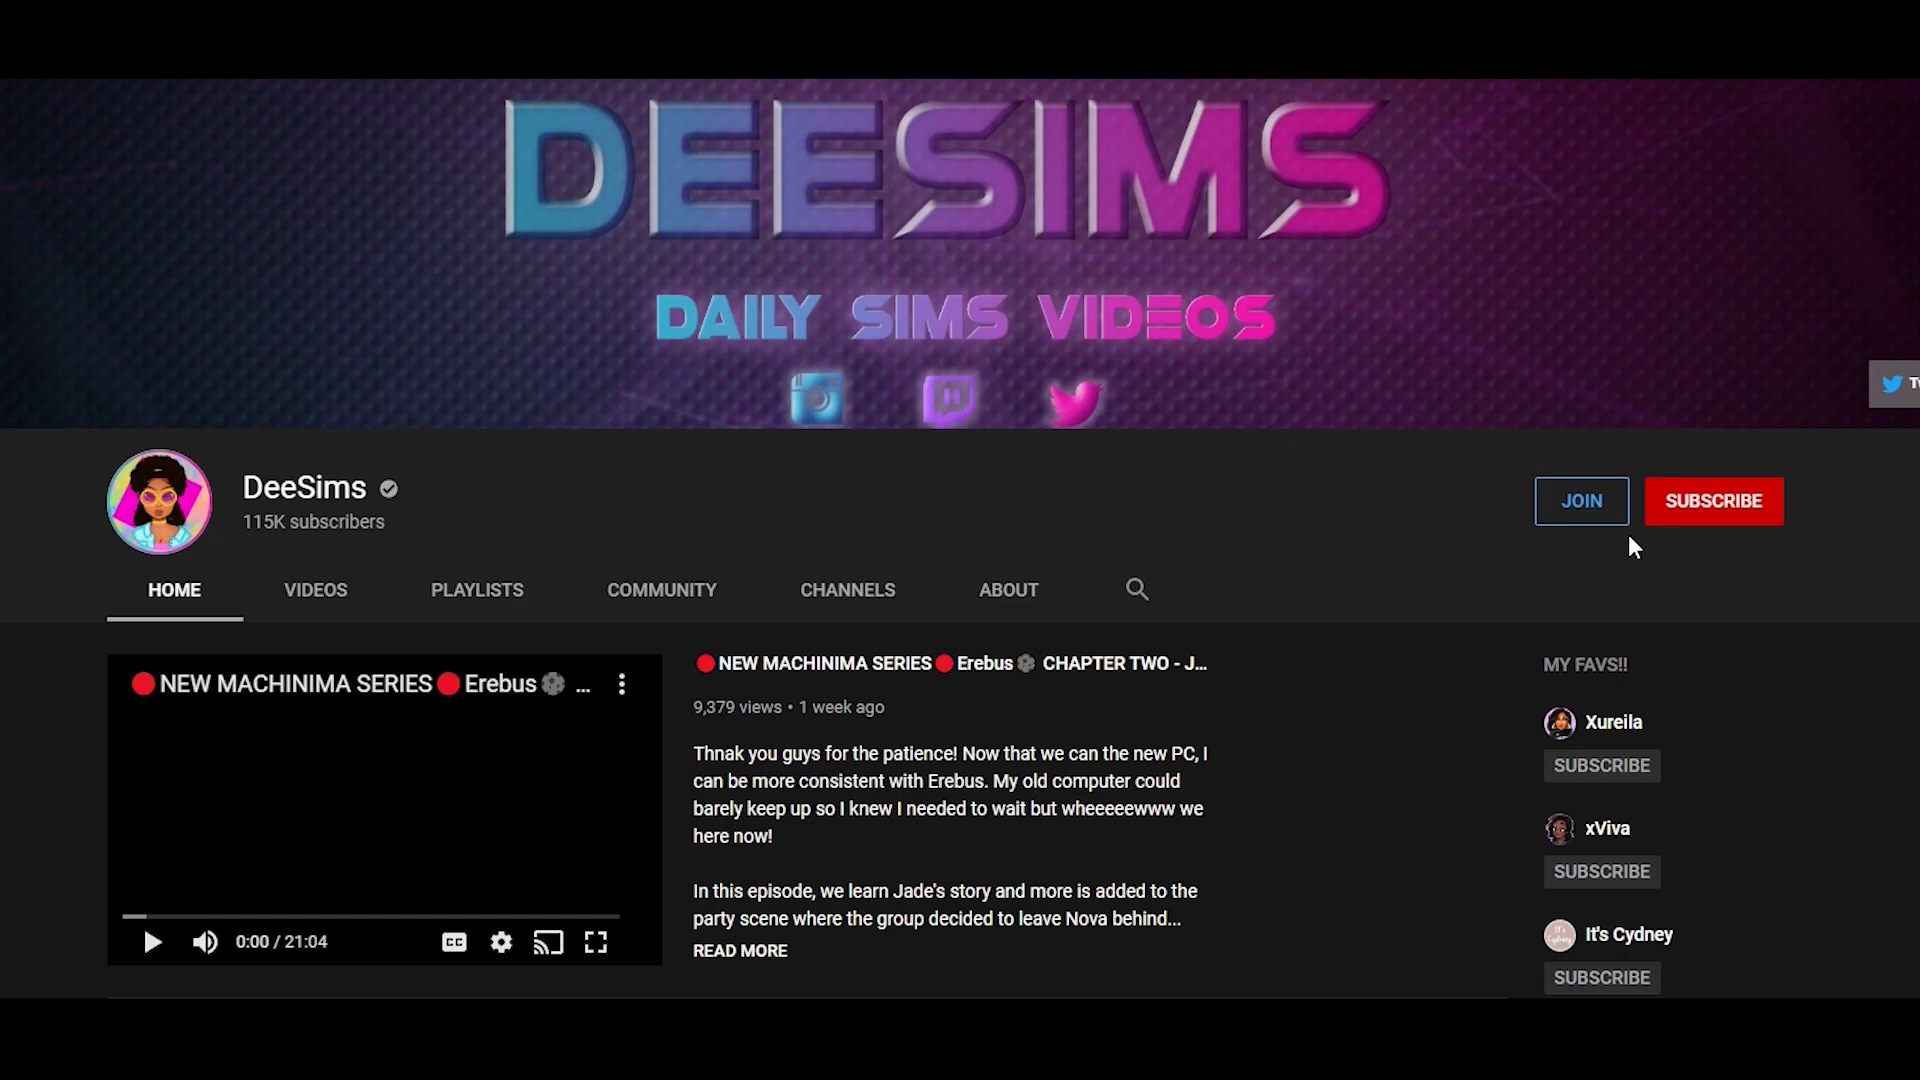 DEESIMS
DAILY SIMS VIDEOS
DeeSims
115K subscribers
JOIN
SUBSCRIBE
HOME
VIDEOS
PLAYLISTS
COMMUNITY
CHANNELS
ABOUT
NEW MACHINIMA SERIES Erebus ...
0:00 / 21:04
CC
NEW MACHINIMA SERIES Erebus CHAPTER TWO - J...
9,379 views • 1 week ago
Thnak you guys for the patience! Now that we can the new PC, I
can be more consistent with Erebus. My old computer could
barely keep up so I knew I needed to wait but wheeeeewww we
here now!
In this episode, we learn Jade's story and more is added to the
party scene where the group decided to leave Nova behind...
READ MORE
MY FAVS!!
Xureila
SUBSCRIBE
xViva
SUBSCRIBE
It's Cydney
SUBSCRIBE